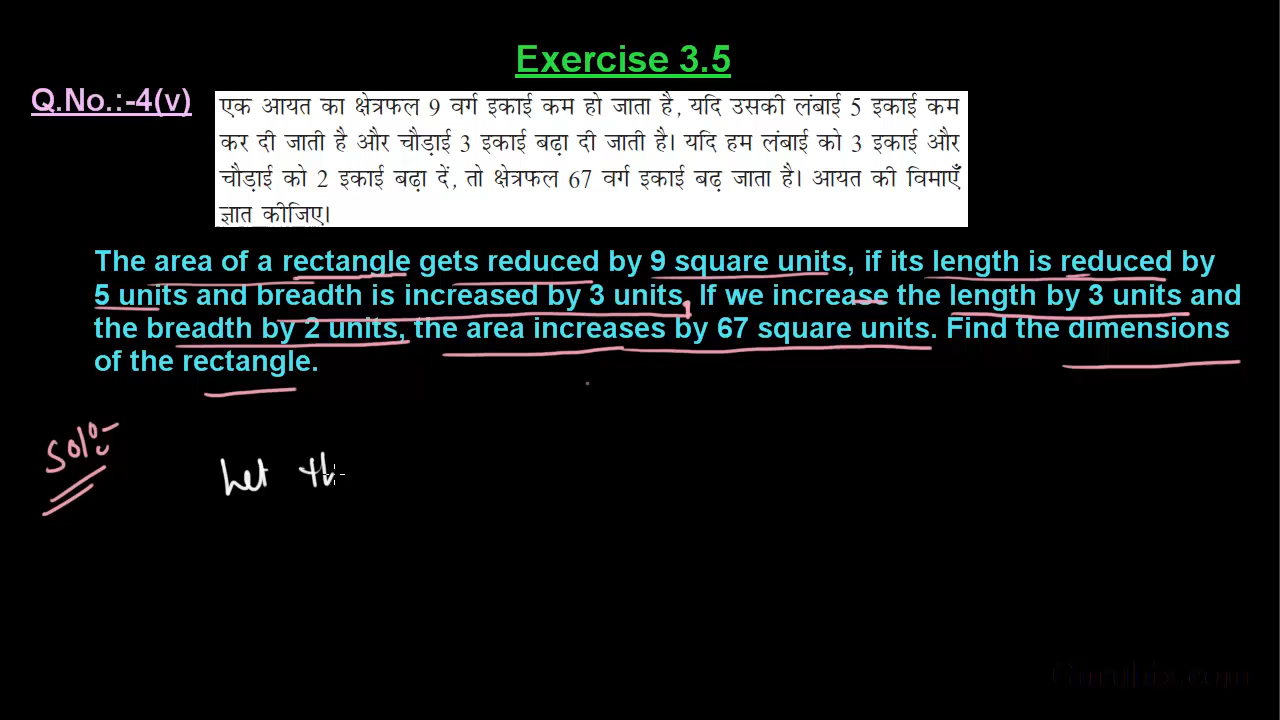 Exercise 3.5
Q.No.:-4(v)
एक आयत का क्षेत्रफल 9 वर्ग इकाई कम हो जाता है, यदि उसकी लंबाई 5 इकाई कम
कर दी जाती है और चौड़ाई 3 इकाई बढ़ा दी जाती है। यदि हम लंबाई को 3 इकाई और
चौड़ाई को 2 इकाई बढ़ा दें, तो क्षेत्रफल 67 वर्ग इकाई बढ़ जाता है। आयत की विमाएँ
ज्ञात कीजिए।
The area of a rectangle gets reduced by 9 square units, if its length is reduced by
5 units and breadth is increased by 3 units. If we increase the length by 3 units and
the breadth by 2 units, the area increases by 67 square units. Find the dimensions
of the rectangle.
Let th